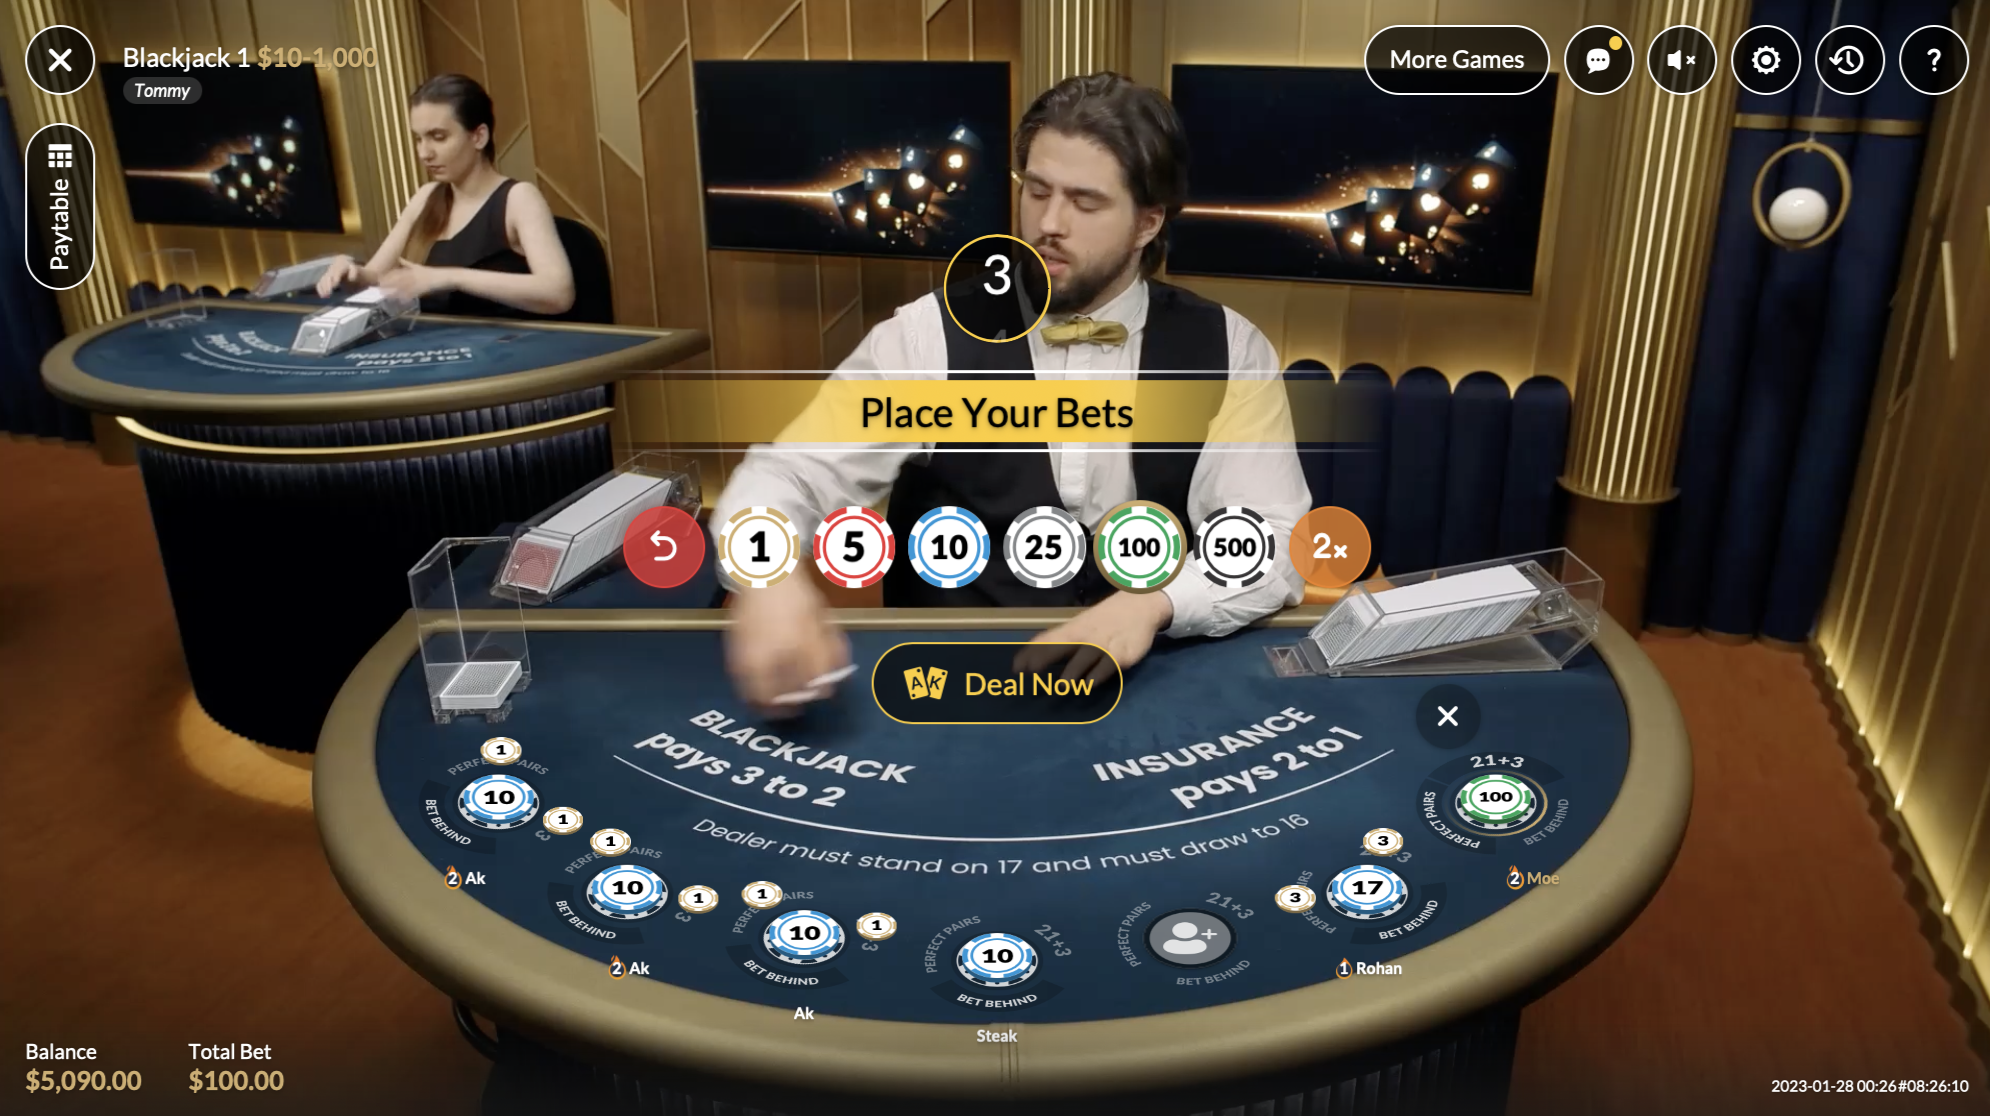 Blackjack 1 $10-1,000
Tommy
More Games
?
Paytable
3
Place Your Bets
1
5
10
25
100
500
2x
Deal Now
BLACKJACK
pays 3 to 2
INSURANCE
pays 2 to 1
Dealer must stand on 17 and must draw to 16
INSURANCE
pays 2 to 1
1
10
1
BET BEHIND
2 Ak
1
10
1
BET BEHIND
2 Ak
1
10
1
BET BEHIND
Ak
PERFECT PAIRS
21+3
10
BET BEHIND
Steak
PERFECT PAIRS
21+3
BET BEHIND
3
3
17
BET BEHIND
1 Rohan
21+3
PERFECT PAIRS
100
BET BEHIND
2 Moe
Balance
$5,090.00
Total Bet
$100.00
2023-01-28 00:26#08:26:10